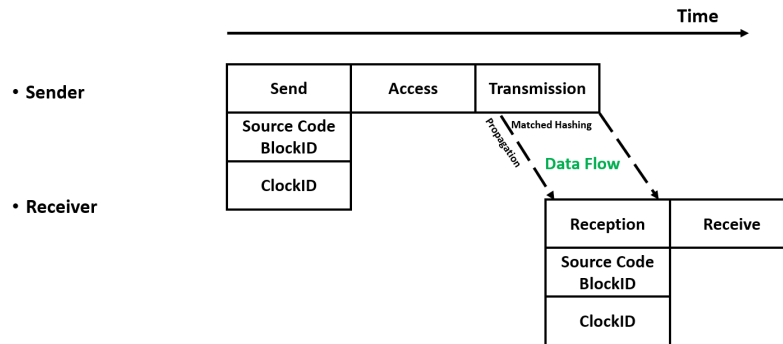 Time
• Sender
Send
Access
Transmission
Source Code
BlockID
ClockID
Propagation
Matched Hashing
Data Flow
• Receiver
Reception
Receive
Source Code
BlockID
ClockID